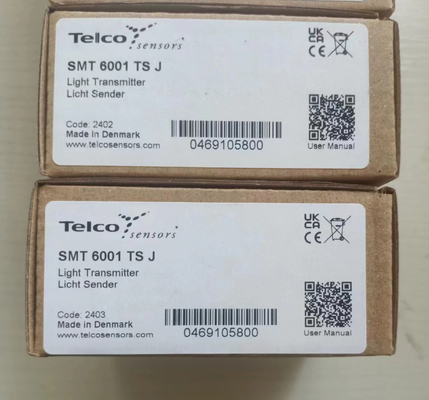 Telco sensors
SMT 6001 TS J
Light Transmitter
Licht Sender
Code: 2402
Made in Denmark
www.telcosensors.com
0469105800
UK
CA
CE
User Manual
Telco sensors
SMT 6001 TS J
Light Transmitter
Licht Sender
Code: 2403
Made in Denmark
www.telcosensors.com
0469105800
UK
CA
CE
User Manual